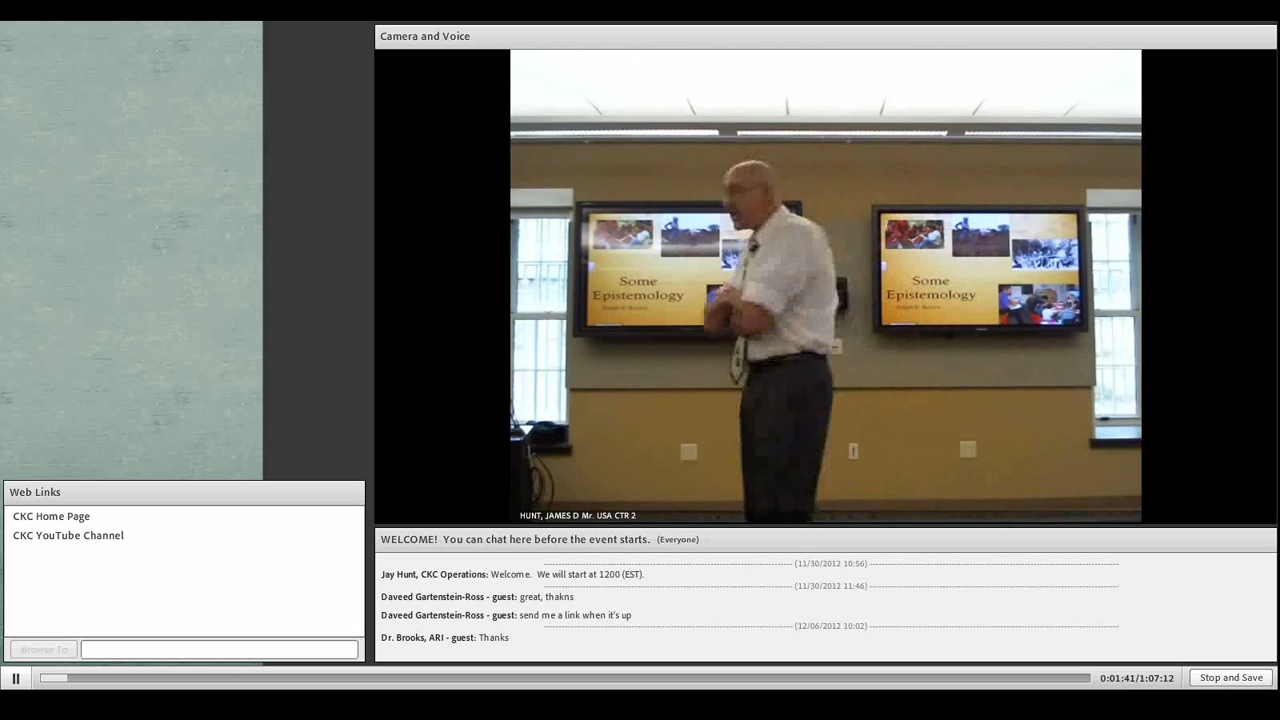 Camera and Voice
Some
Epistemology
Some
Epistemology
HUNT, JAMES D Mr. USA CTR 2
Web Links
CKC Home Page
CKC YouTube Channel
Browse To
WELCOME! You can chat here before the event starts. (Everyone)
(11/30/2012 10:56)
Jay Hunt, CKC Operations: Welcome. We will start at 1200 (EST).
(11/30/2012 11:46)
Daveed Gartenstein-Ross - guest: great, thakns
Daveed Gartenstein-Ross - guest: send me a link when it's up
(12/06/2012 10:02)
Dr. Brooks, ARI - guest: Thanks
0:01:41/1:07:12
Stop and Save